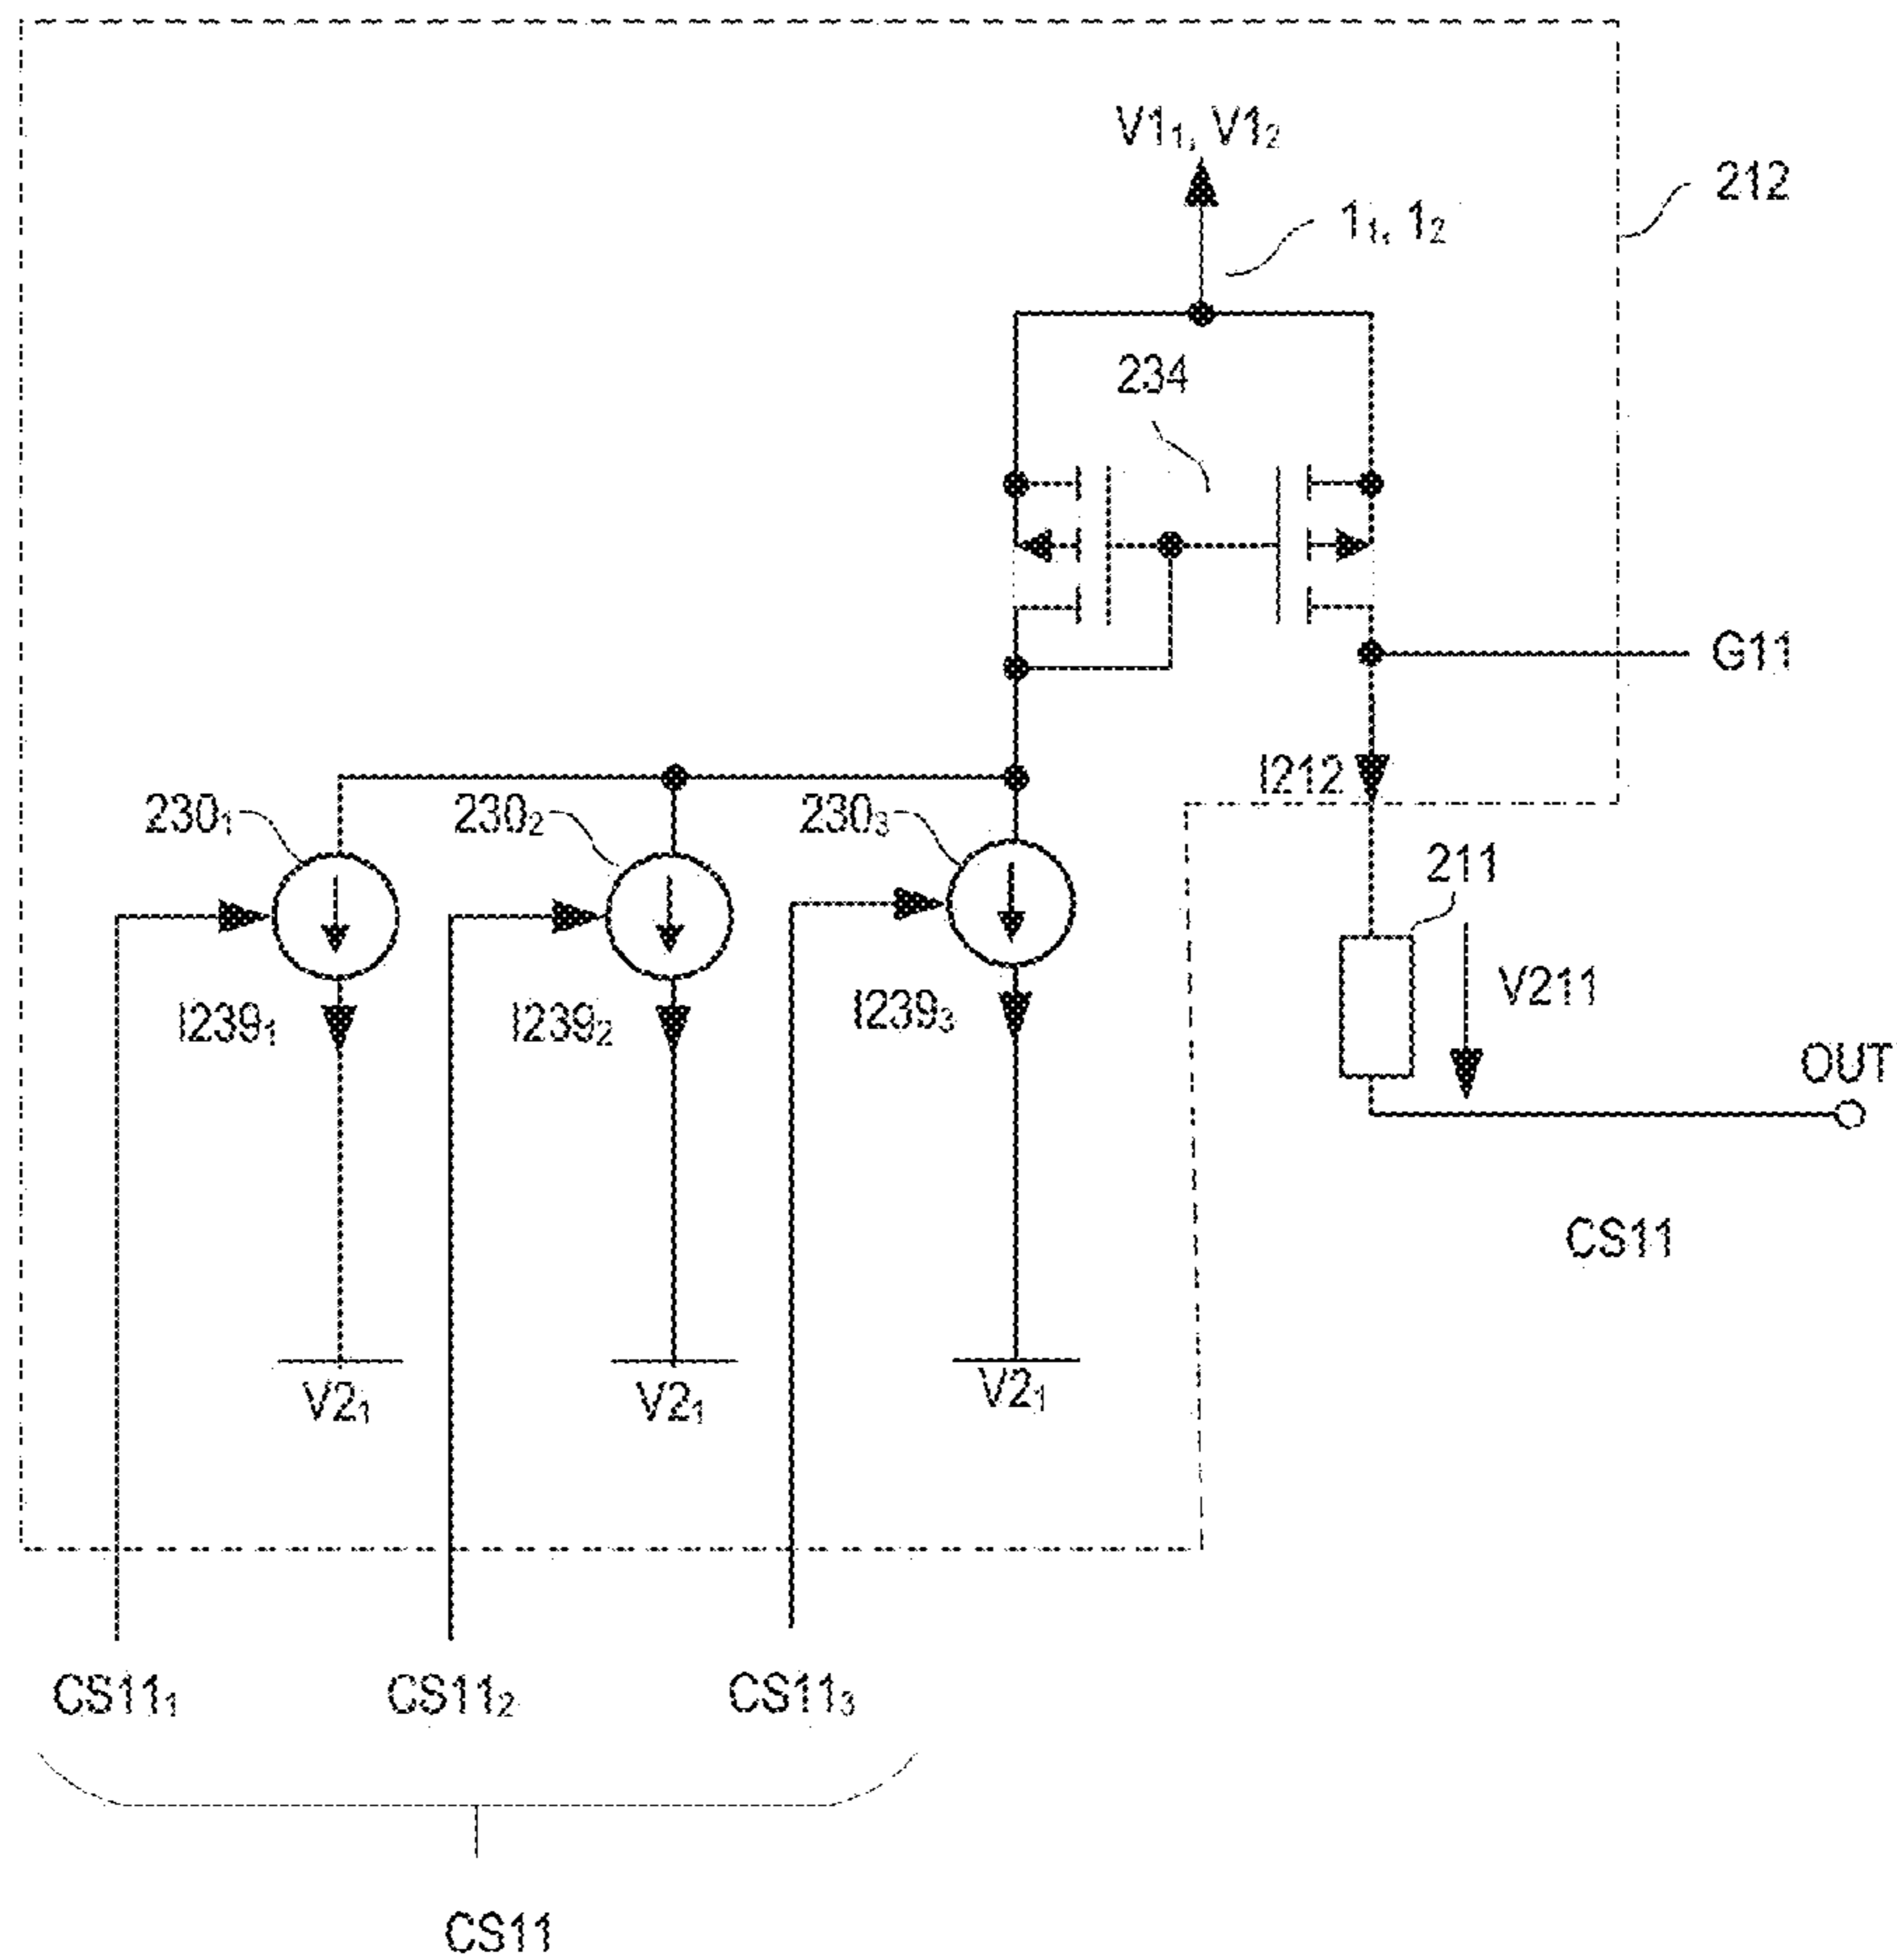 V1₁, V1₂
212
1₁, 1₂
234
G11
I212
230₁
230₂
230₃
211
V211
I239₁
I239₂
I239₃
OUT
CS11
V2₁
V2₁
V2₁
CS11₁
CS11₂
CS11₃
CS11